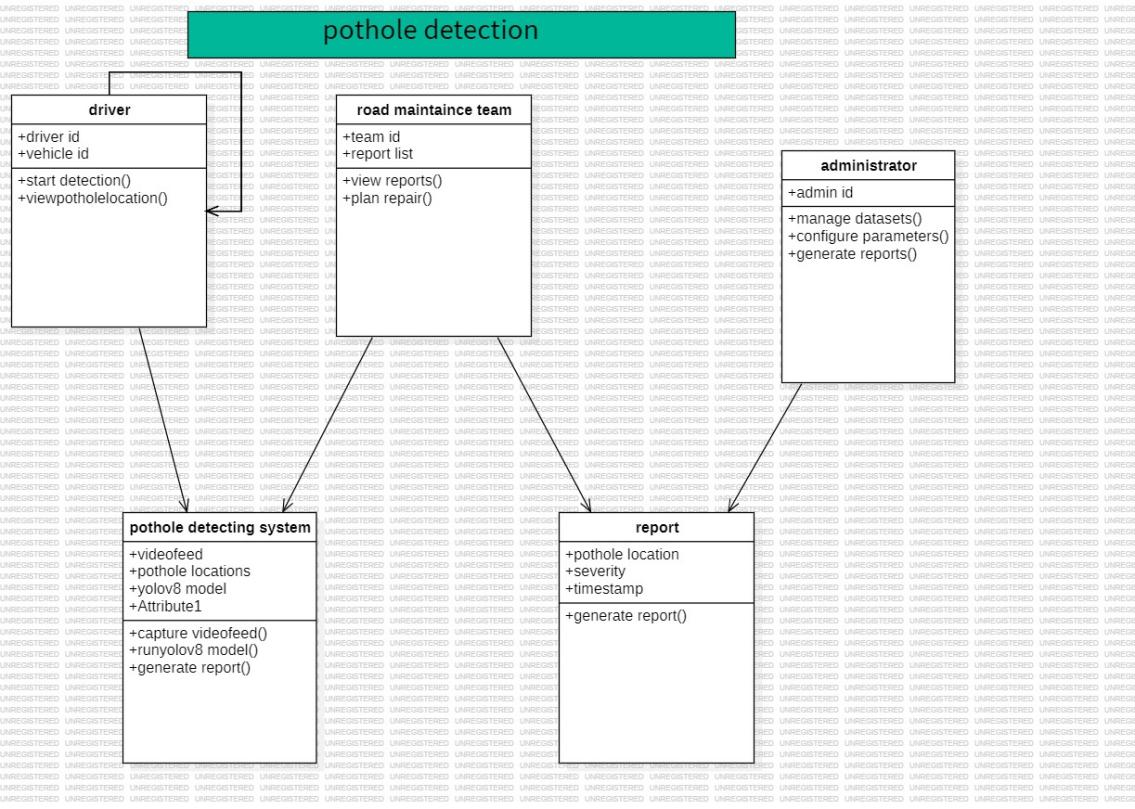 pothole detection
driver
+driver id
+vehicle id
+start detection()
+viewpotholelocation()
road maintaince team
+team id
+report list
+view reports()
+plan repair()
administrator
+admin id
+manage datasets()
+configure parameters()
+generate reports()
pothole detecting system
+videofeed
+pothole locations
+yolov8 model
+Attribute1
+capture videofeed()
+runyolov8 model()
+generate report()
report
+pothole location
+severity
+timestamp
+generate report()
UNREGISTERED